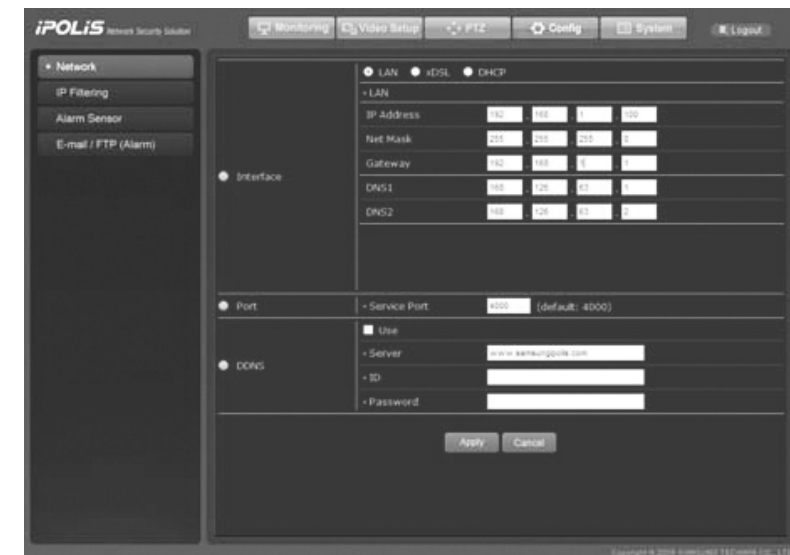 iPOLiS Network Security Solution
Monitoring Video Setup PTZ Config System Logout
Network
IP Filtering
Alarm Sensor
E-mail / FTP (Alarm)
LAN xDSL DHCP
LAN
Interface
IP Address 192 . 168 . 1 . 100
Net Mask 255 . 255 . 255 . 0
Gateway 192 . 168 . . 1
DNS1 168 . 126 . 63 . 1
DNS2 168 . 126 . 63 . 2
Port
Service Port 4000 (default: 4000)
DDNS
Use
Server www.samsungipolis.com
ID
Password
Apply Cancel